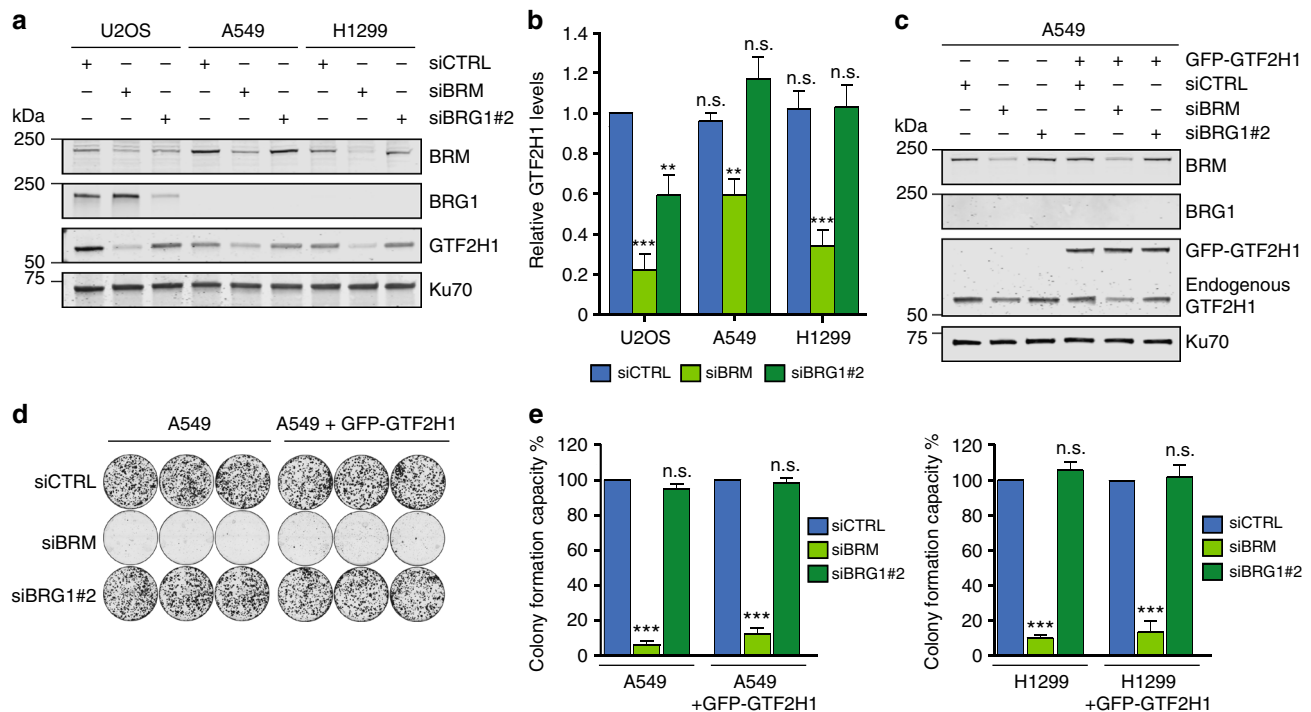 a
U2OS A549 H1299
+ – – + – – + – – siCTRL
– + – – + – – + – siBRM
– – + – – + – – + siBRG1#2
kDa
250
BRM
250
BRG1
GTF2H1
50
75
Ku70
b
Relative GTF2H1 levels
1.4
1.2
1.0
0.8
0.6
0.4
0.2
0
***
**
n.s.
**
n.s.
n.s.
***
n.s.
U2OS A549 H1299
siCTRL siBRM siBRG1#2
c
A549
– – – + + + GFP-GTF2H1
+ – – + – – siCTRL
– + – – + – siBRM
– – + – – + siBRG1#2
kDa
250
BRM
250
BRG1
GFP-GTF2H1
Endogenous
GTF2H1
50
75
Ku70
d
A549 A549 + GFP-GTF2H1
siCTRL
siBRM
siBRG1#2
e
Colony formation capacity %
120
100
80
60
40
20
0
***
n.s.
***
n.s.
A549 A549
+GFP-GTF2H1
siCTRL
siBRM
siBRG1#2
Colony formation capacity %
120
100
80
60
40
20
0
***
n.s.
***
n.s.
H1299 H1299
+GFP-GTF2H1
siCTRL
siBRM
siBRG1#2